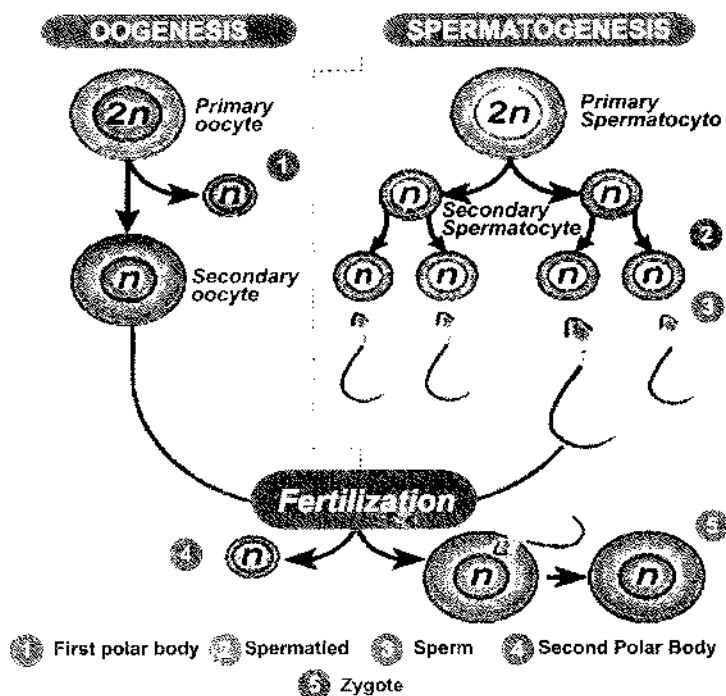 OOGENESIS
SPERMATOGENESIS
2n
Primary
oocyte
2n
Primary
Spermatocyto
1
n
n
n
Secondary
Spermatocyte
2
n
Secondary
oocyte
n
n
n
n
3
Fertilization
4
n
n
n
5
1 First polar body 2 Spermatied 3 Sperm 4 Second Polar Body
5 Zygote